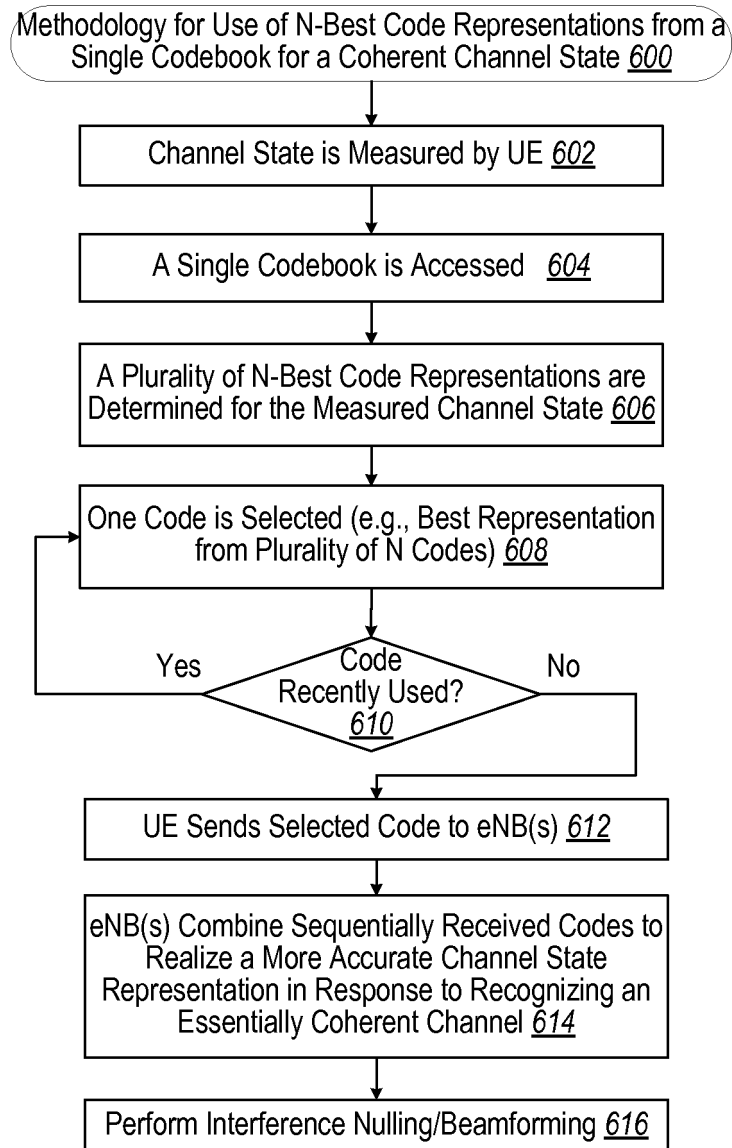 Methodology for Use of N-Best Code Representations from a
Single Codebook for a Coherent Channel State 600
Channel State is Measured by UE 602
A Single Codebook is Accessed 604
A Plurality of N-Best Code Representations are
Determined for the Measured Channel State 606
One Code is Selected (e.g., Best Representation
from Plurality of N Codes) 608
Yes
Code
Recently Used?
610
No
UE Sends Selected Code to eNB(s) 612
eNB(s) Combine Sequentially Received Codes to
Realize a More Accurate Channel State
Representation in Response to Recognizing an
Essentially Coherent Channel 614
Perform Interference Nulling/Beamforming 616